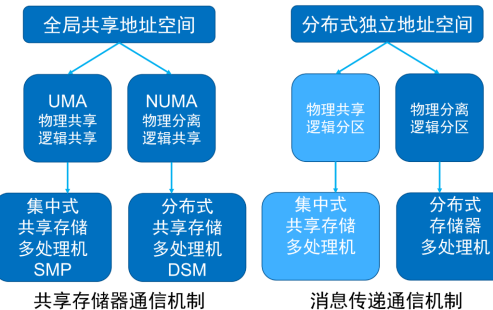 全局共享地址空间
分布式独立地址空间
UMA
物理共享
逻辑共享
NUMA
物理分离
逻辑共享
物理共享
逻辑分区
物理分离
逻辑分区
集中式
共享存储
多处理机
SMP
分布式
共享存储
多处理机
DSM
集中式
共享存储
多处理机
分布式
存储器
多处理机
共享存储器通信机制
消息传递通信机制